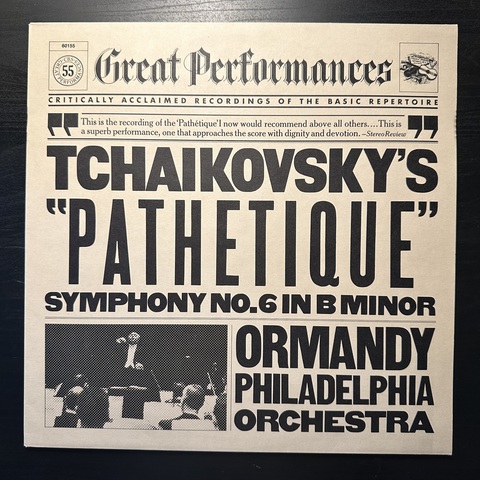 60155
55
Great Performances
CRITICALLY ACCLAIMED RECORDINGS OF THE BASIC REPERTOIRE
"This is the recording of the 'Pathétique' I now would recommend above all others....This is
a superb performance, one that approaches the score with dignity and devotion. –StereoReview"
TCHAIKOVSKY'S
"PATHETIQUE"
SYMPHONY NO. 6 IN B MINOR
ORMANDY
PHILADELPHIA
ORCHESTRA